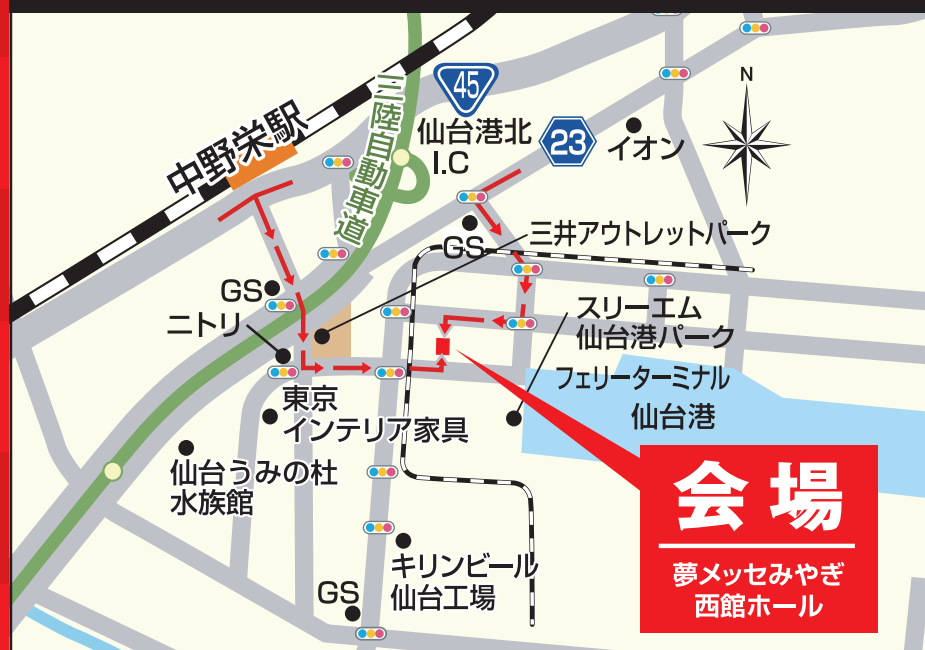 45
N
三陸自動車道
仙台港北
I.C
23
イオン
中野栄駅
GS
三井アウトレットパーク
GS
ニトリ
スリーエム
仙台港パーク
フェリーターミナル
仙台港
東京
インテリア家具
仙台うみの杜
水族館
会場
夢メッセみやぎ
西館ホール
キリンビール
仙台工場
GS